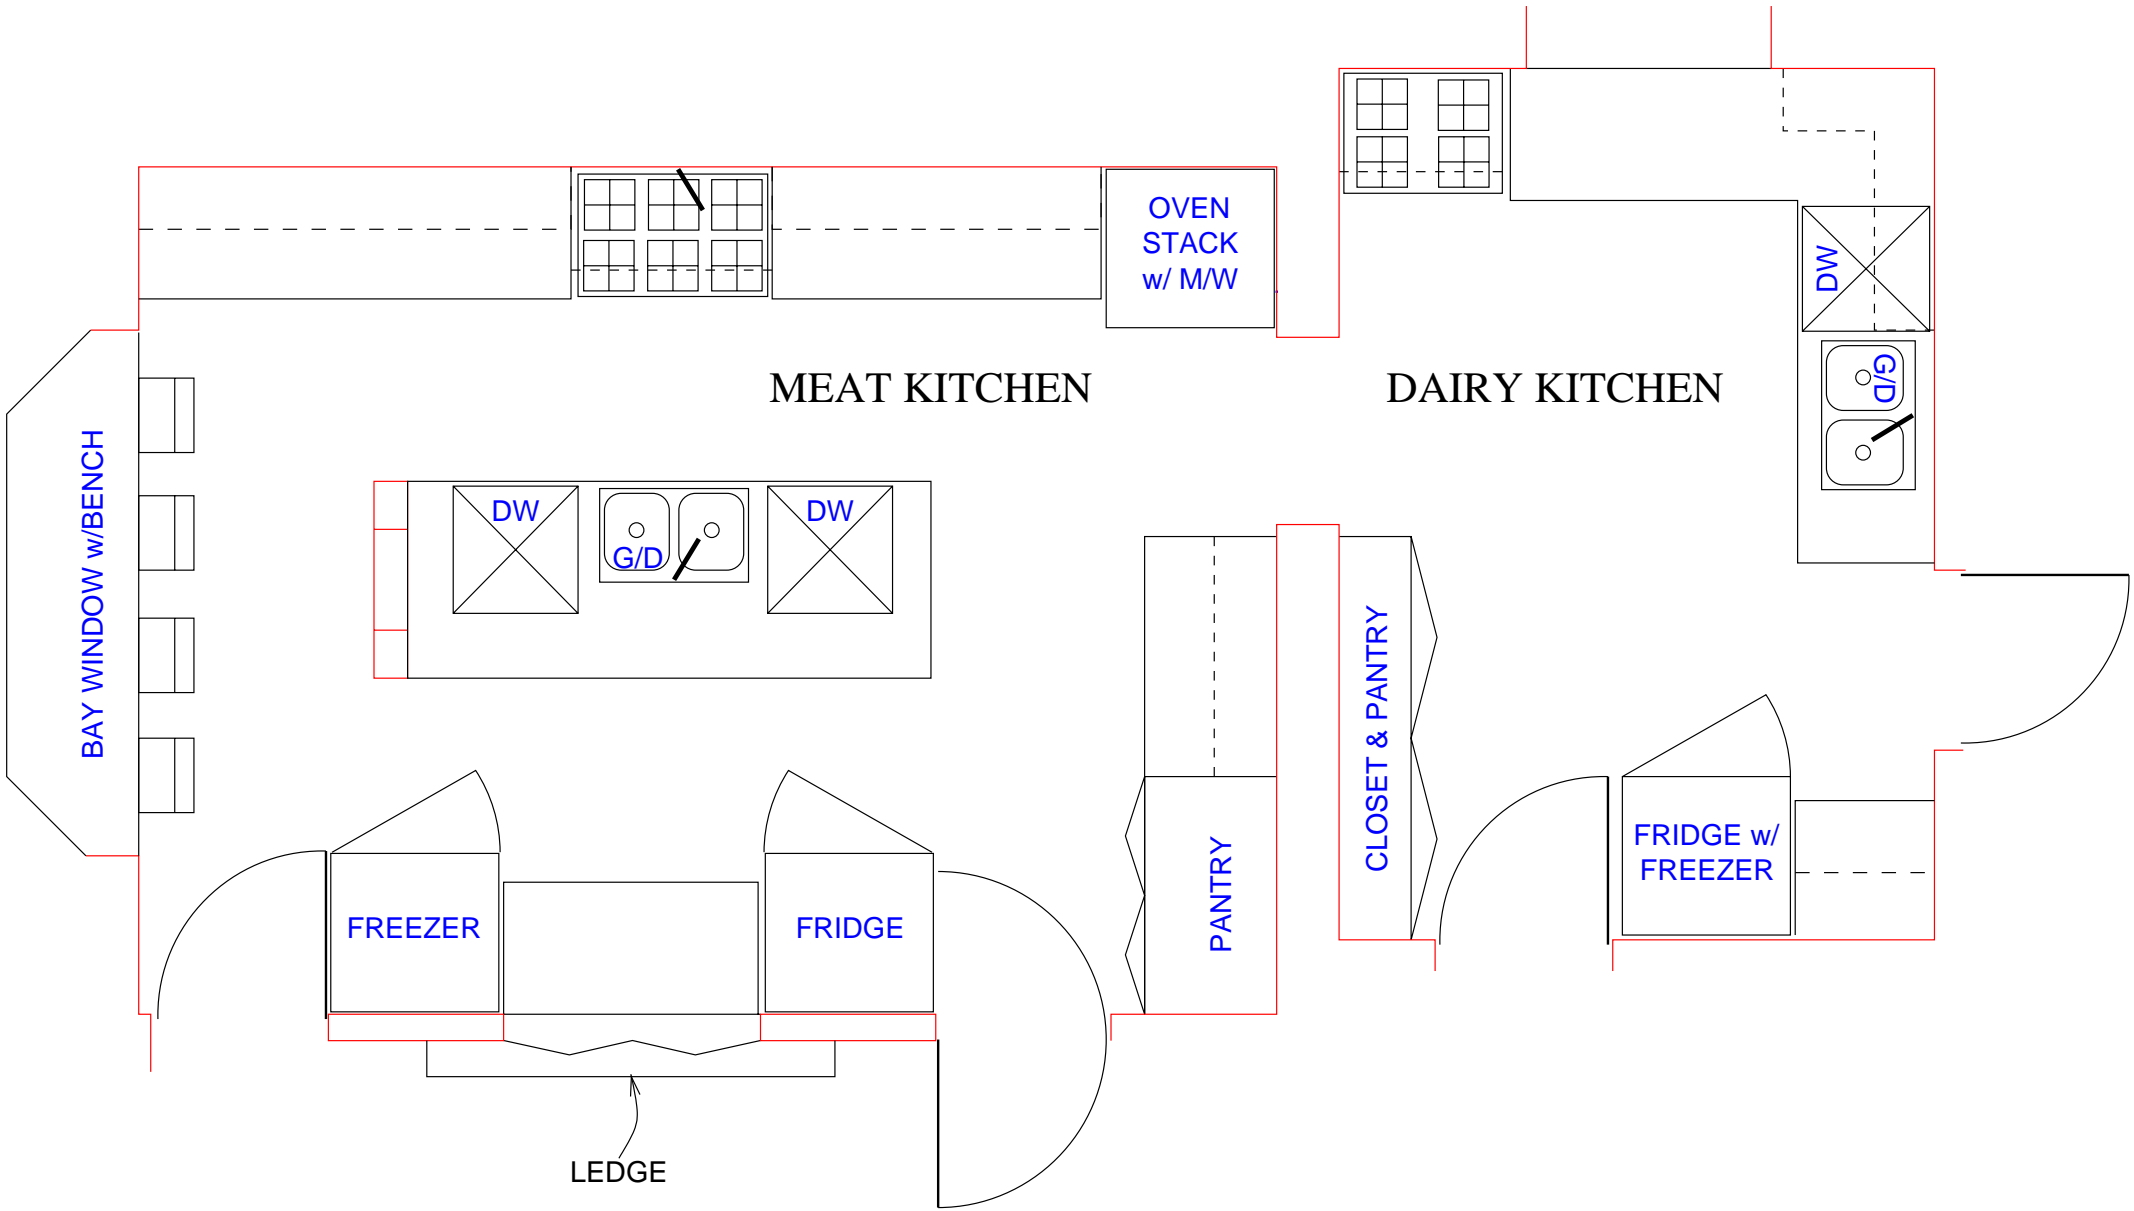 OVEN
STACK
w/ M/W
DW
MEAT KITCHEN
DAIRY KITCHEN
G/D
BAY WINDOW w/BENCH
DW
DW
G/D
CLOSET & PANTRY
FRIDGE w/
FREEZER
PANTRY
FREEZER
FRIDGE
LEDGE